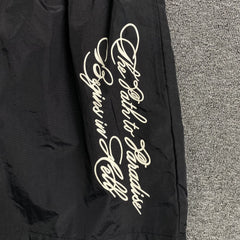 The Path to Paradise
Begins in Hell